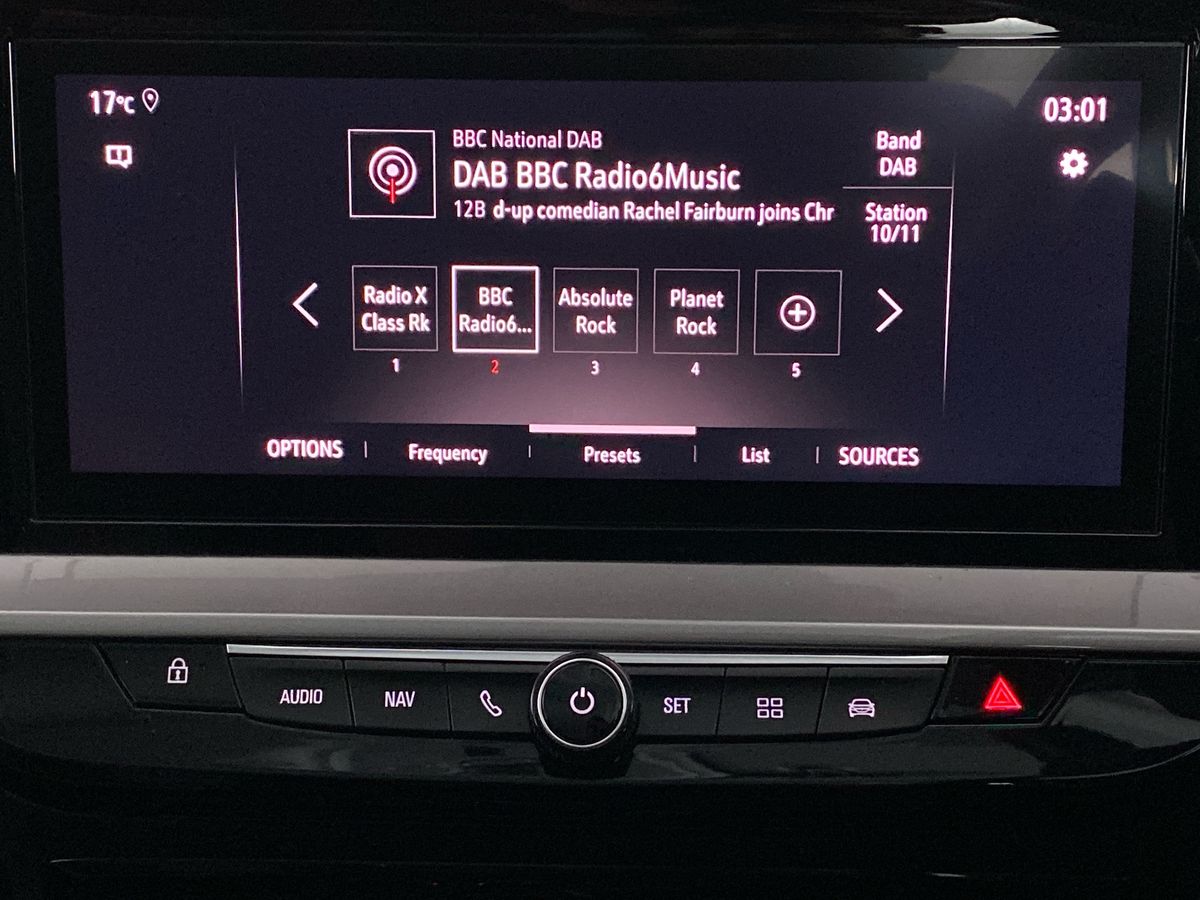 17°C
03:01
BBC National DAB
DAB BBC Radio6Music
12B d-up comedian Rachel Fairburn joins Chr
Band
DAB
Station
10/11
Radio X
Class Rk
BBC
Radio6...
Absolute
Rock
Planet
Rock
1
2
3
4
5
OPTIONS
Frequency
Presets
List
SOURCES
AUDIO
NAV
SET